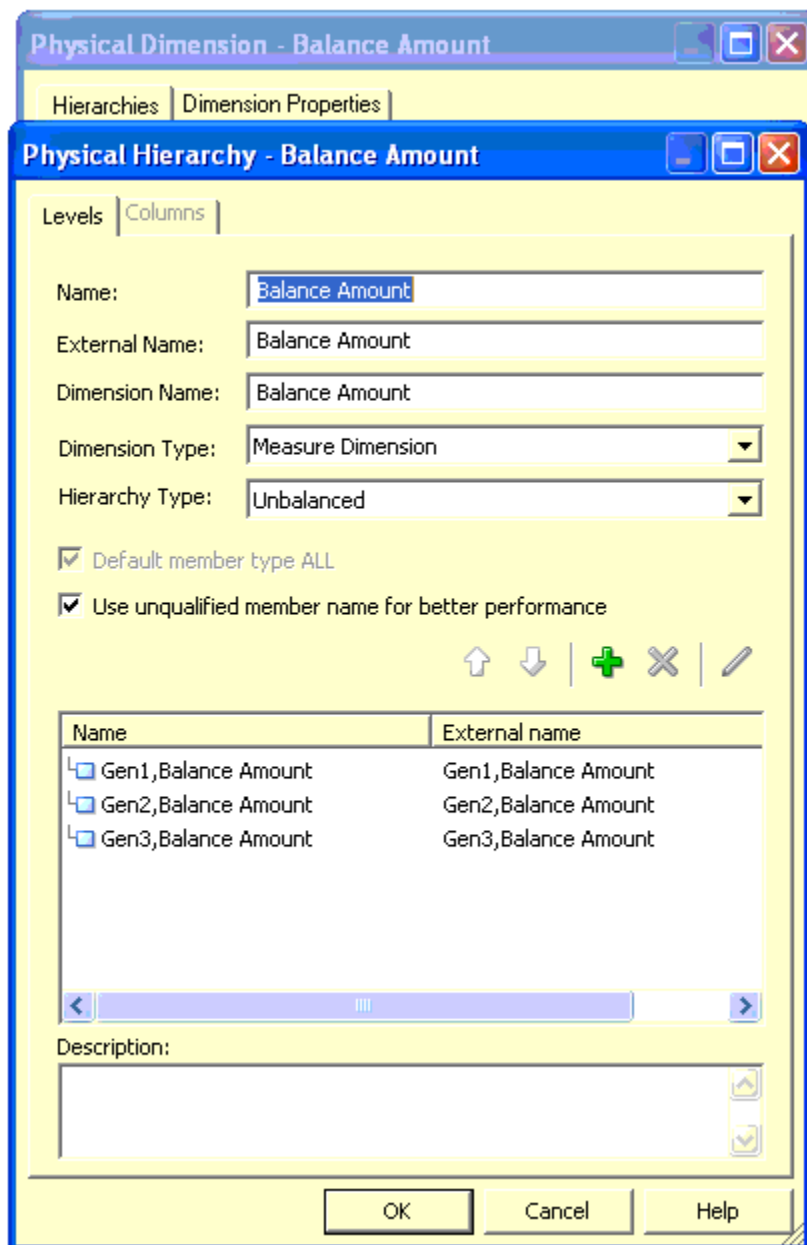 Physical Dimension - Balance Amount
Hierarchies Dimension Properties
Physical Hierarchy - Balance Amount
Levels Columns
Name: Balance Amount
External Name: Balance Amount
Dimension Name: Balance Amount
Dimension Type: Measure Dimension
Hierarchy Type: Unbalanced
Default member type ALL
Use unqualified member name for better performance
Name External name
Gen1,Balance Amount Gen1,Balance Amount
Gen2,Balance Amount Gen2,Balance Amount
Gen3,Balance Amount Gen3,Balance Amount
Description:
OK Cancel Help